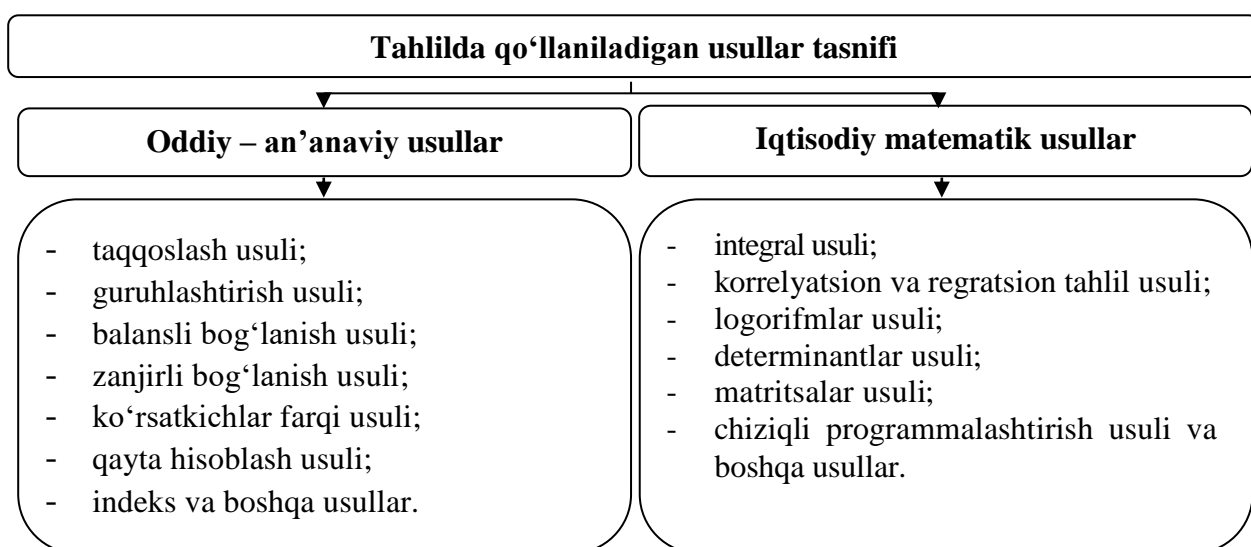 Tahlilda qo‘llaniladigan usullar tasnifi
Oddiy – an’anaviy usullar
Iqtisodiy matematik usullar
- taqqoslash usuli;
- guruhlashtirish usuli;
- balansli bog‘lanish usuli;
- zanjirli bog‘lanish usuli;
- ko‘rsatkichlar farqi usuli;
- qayta hisoblash usuli;
- indeks va boshqa usullar.
- integral usuli;
- korrelyatsion va regratsion tahlil usuli;
- logorifmlar usuli;
- determinantlar usuli;
- matritsalar usuli;
- chiziqli programmalashtirish usuli va
boshqa usullar.